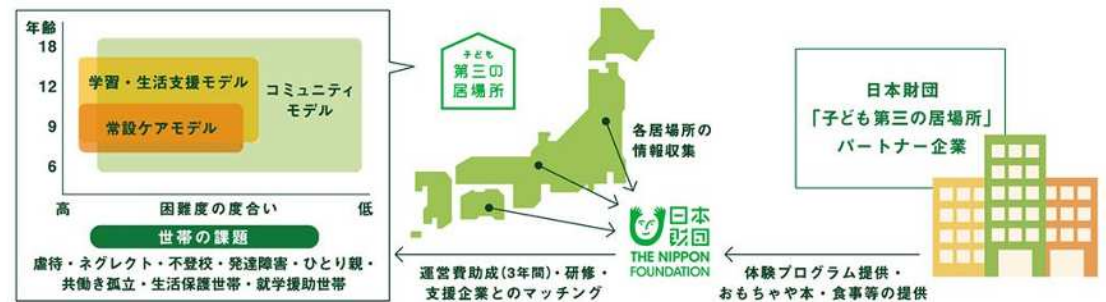 年齢
18
12
9
6
学習・生活支援モデル
コミュニティ
モデル
常設ケアモデル
高
困難度の度合い
低
世帯の課題
虐待・ネグレクト・不登校・発達障害・ひとり親・
共働き孤立・生活保護世帯・就学援助世帯
子ども
第三の
居場所
各居場所の
情報収集
日本
財団
THE NIPPON
FOUNDATION
運営費助成(3年間)・研修・
支援企業とのマッチング
日本財団
「子ども第三の居場所」
パートナー企業
体験プログラム提供・
おもちゃや本・食事等の提供